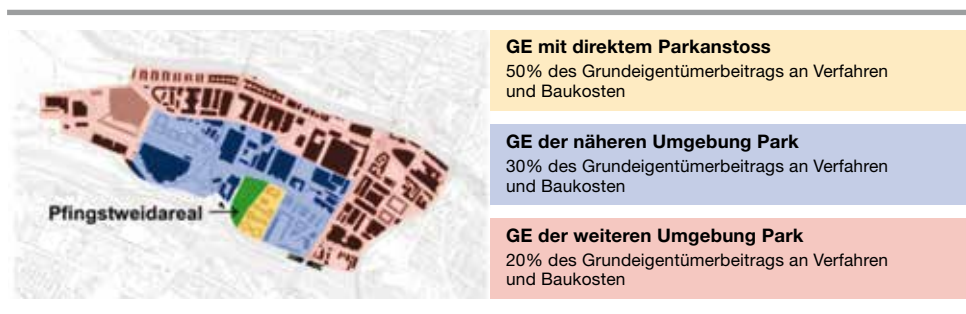 GE mit direktem Parkanstoss
50% des Grundeigentümerbeitrags an Verfahren
und Baukosten
GE der näheren Umgebung Park
30% des Grundeigentümerbeitrags an Verfahren
und Baukosten
Pfingstweidareal
GE der weiteren Umgebung Park
20% des Grundeigentümerbeitrags an Verfahren
und Baukosten